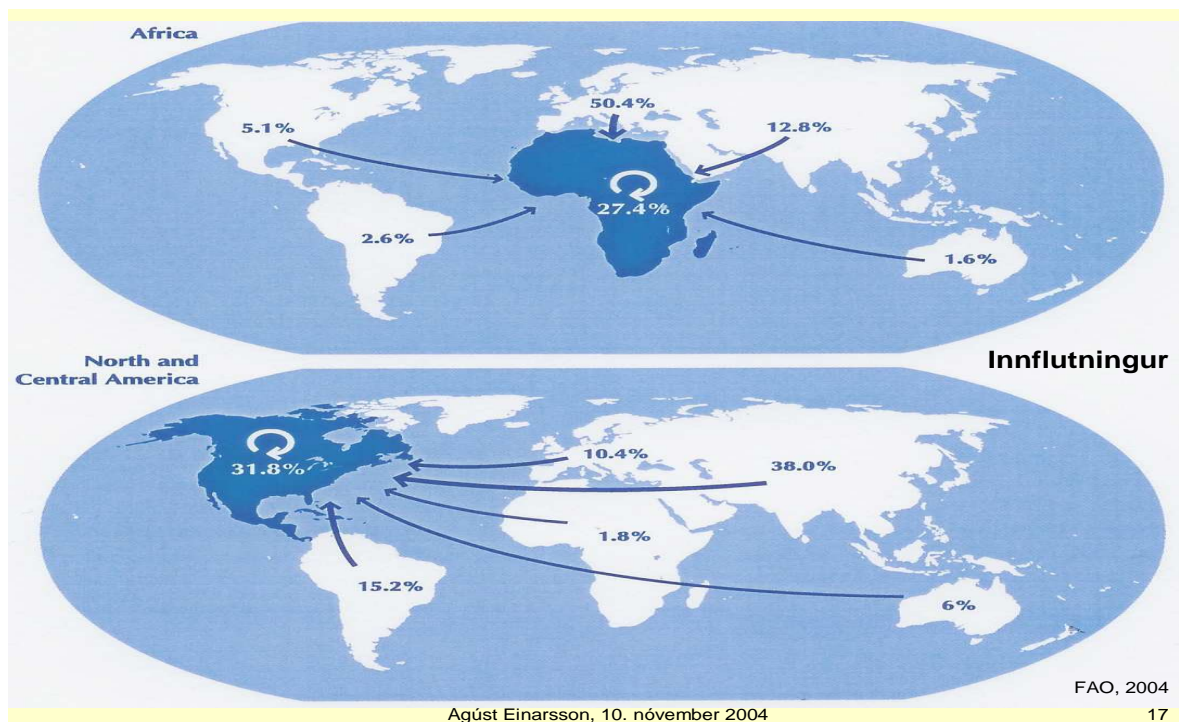 Africa
50.4%
5.1%
12.8%
27.4%
2.6%
1.6%
North and
Central America
Innflutningur
31.8%
10.4%
38.0%
1.8%
15.2%
6%
FAO, 2004
Agúst Einarsson, 10. nóvember 2004
17